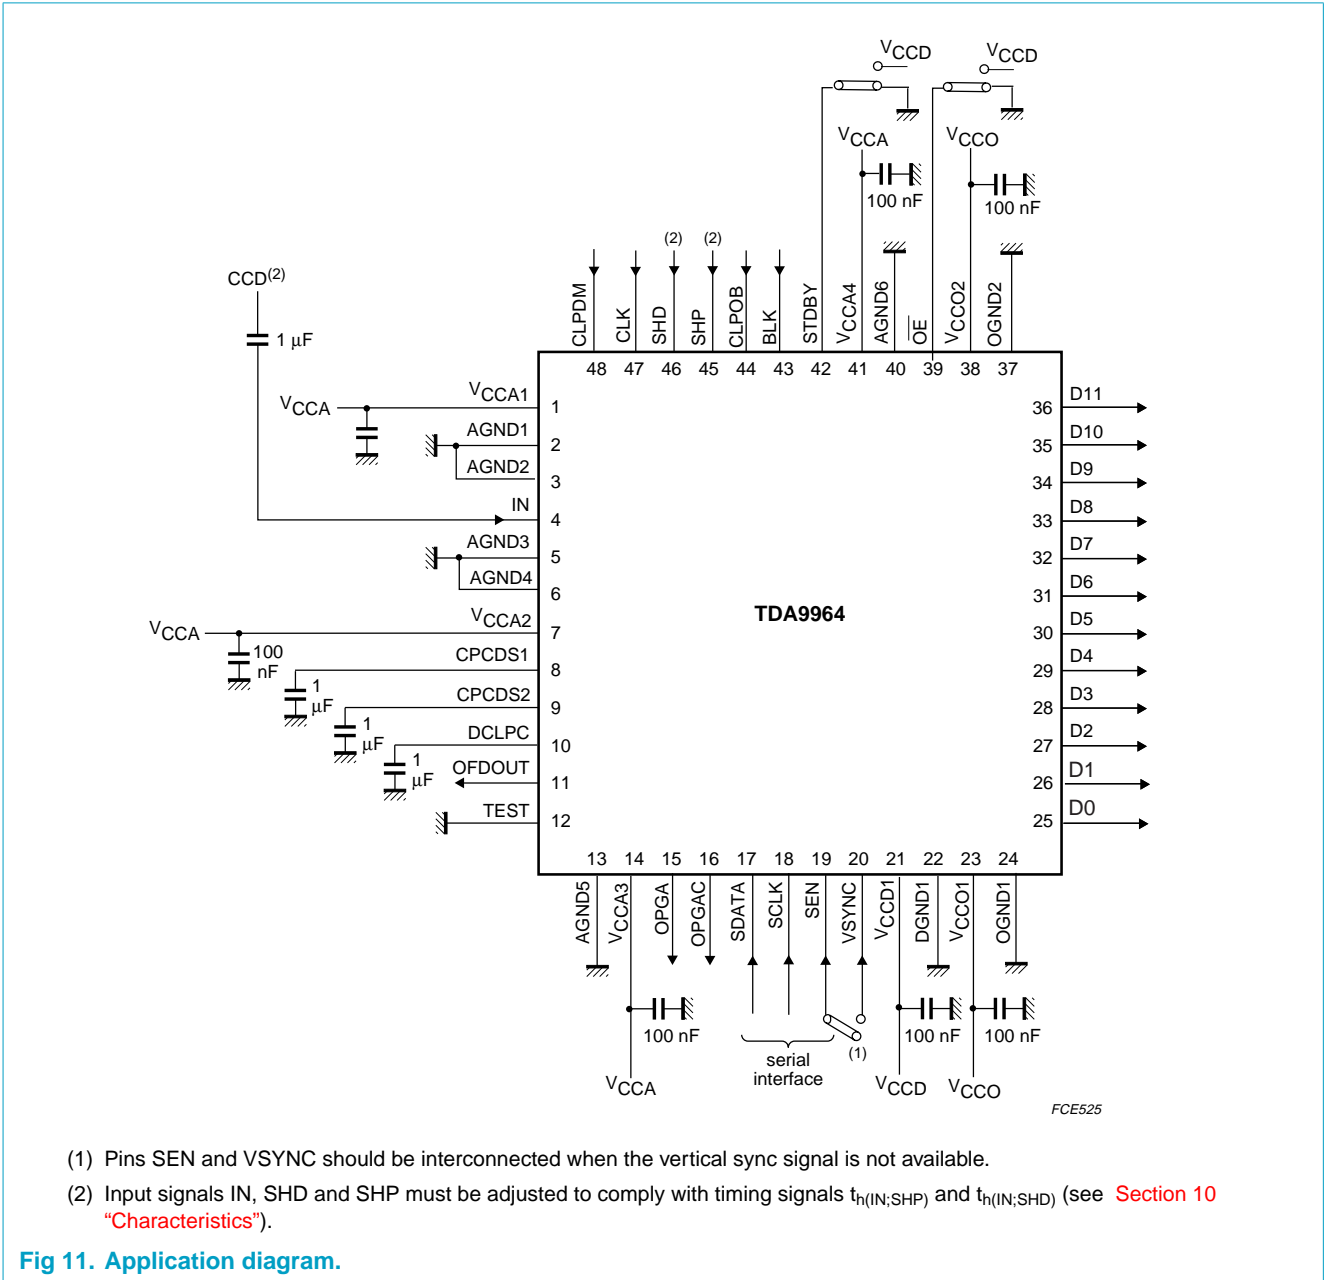 VCCD
VCCD
VCCA
VCCO
100 nF
100 nF
(2)
(2)
CCD(2)
1 μF
CLPDM
CLK
SHD
SHP
CLPOB
BLK
STDBY
VCCA4
AGND6
OE
VCCO2
OGND2
48
47
46
45
44
43
42
41
40
39
38
37
VCCA
VCCA1
1
AGND1
2
AGND2
3
IN
4
AGND3
5
AGND4
6
VCCA
VCCA2
7
100
nF
CPCDS1
8
1
μF
CPCDS2
9
1
μF
DCLPC
10
1
μF
OFDOUT
11
TEST
12
TDA9964
36
D11
35
D10
34
D9
33
D8
32
D7
31
D6
30
D5
29
D4
28
D3
27
D2
26
D1
25
D0
13
14
15
16
17
18
19
20
21
22
23
24
AGND5
VCCA3
OPGA
OPGAC
SDATA
SCLK
SEN
VSYNC
VCCD1
DGND1
VCCO1
OGND1
100 nF
100 nF
100 nF
(1)
serial
interface
VCCA
VCCD
VCCO
FCE525
(1) Pins SEN and VSYNC should be interconnected when the vertical sync signal is not available.
(2) Input signals IN, SHD and SHP must be adjusted to comply with timing signals th(IN;SHP) and th(IN;SHD) (see Section 10
“Characteristics”).
Fig 11. Application diagram.